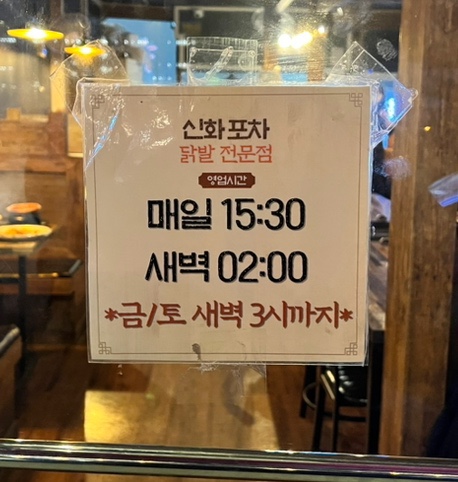 신화포차
닭발 전문점
영업시간
매일 15:30
새벽 02:00
*금/토 새벽 3시까지*